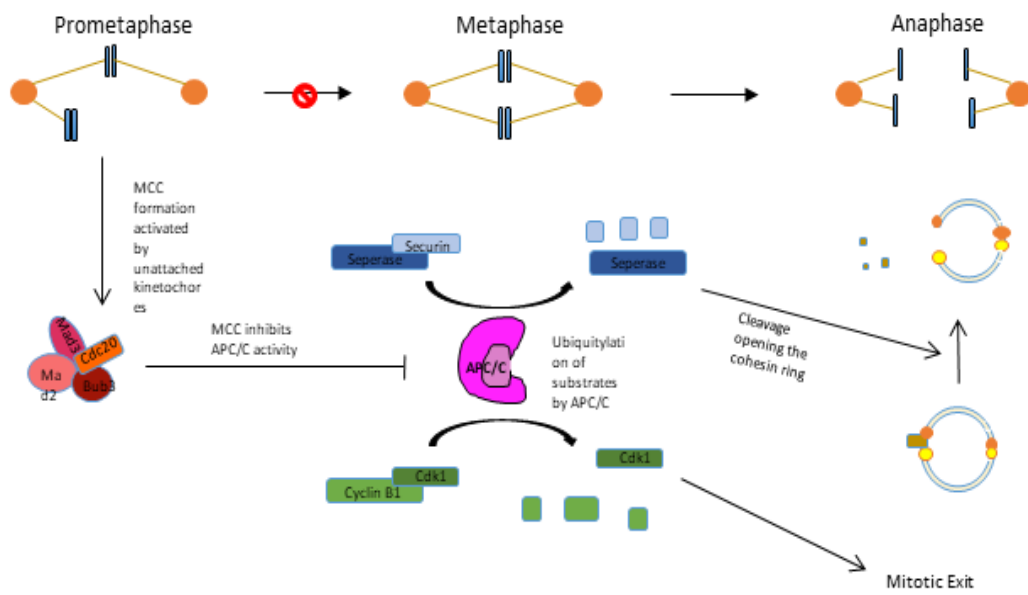 Prometaphase
Metaphase
Anaphase
MCC
formation
activated
by
unattached
kinetochor
es
Securin
Seperase
Seperase
Mad3
Cdc20
Ma
d2
Bub3
MCC inhibits
APC/C activity
APC/C
Ubiquitylati
on of
substrates
by APC/C
Cleavage
opening the
cohesin ring
Cdk1
Cyclin B1
Cdk1
Mitotic Exit